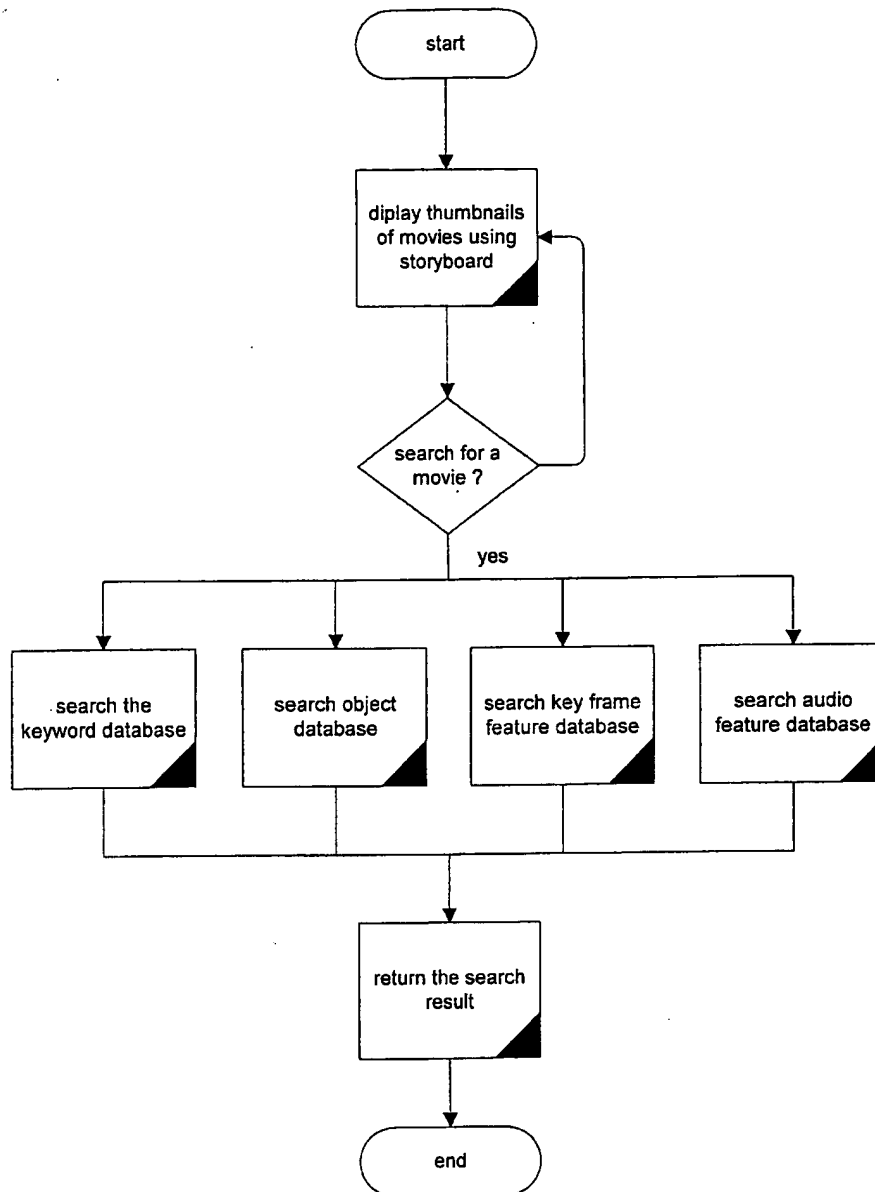 start
diplay thumbnails
of movies using
storyboard
search for a
movie ?
yes
search the
keyword database
search object
database
search key frame
feature database
search audio
feature database
return the search
result
end